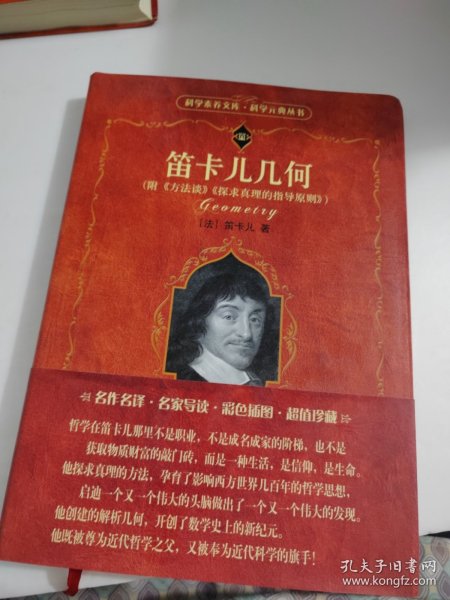 科学素养文库·科学元典丛书
笛卡儿几何
（附《方法谈》《探求真理的指导原则》）
Geometry
［法］笛卡儿 著
名作名译·名家导读·彩色插图·超值珍藏
哲学在笛卡儿那里不是职业，不是成名成家的阶梯，也不是
获取物质财富的敲门砖，而是一种生活，是信仰，是生命。
他探求真理的方法，孕育了影响西方世界几百年的哲学思想，
启迪一个又一个伟大的头脑做出了一个又一个伟大的发现。
他创建的解析几何，开创了数学史上的新纪元。
他既被尊为近代哲学之父，又被奉为近代科学的旗手！
孔夫子旧书网
www.kongfz.com